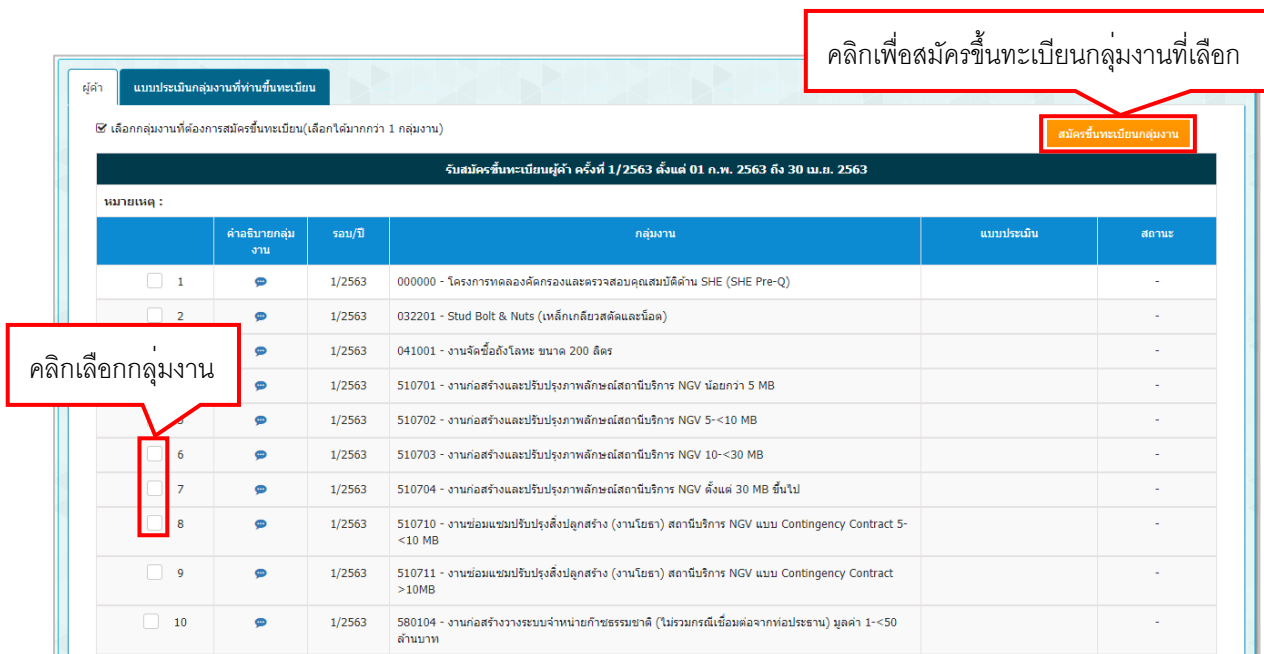 คลิกเพื่อสมัครขึ้นทะเบียนกลุ่มงานที่เลือก
ผู้ค้า แบบประเมินกลุ่มงานที่ท่านขึ้นทะเบียน
เลือกกลุ่มงานที่ต้องการสมัครขึ้นทะเบียน(เลือกได้มากกว่า 1 กลุ่มงาน)
สมัครขึ้นทะเบียนกลุ่มงาน
รับสมัครขึ้นทะเบียนผู้ค้า ครั้งที่ 1/2563 ตั้งแต่ 01 ก.พ. 2563 ถึง 30 เม.ย. 2563
หมายเหตุ :
คำอธิบายกลุ่ม
งาน
รอบ/ปี กลุ่มงาน แบบประเมิน สถานะ
1 1/2563 000000 - โครงการทดลองคัดกรองและตรวจสอบคุณสมบัติด้าน SHE (SHE Pre-Q) -
2 1/2563 032201 - Stud Bolt & Nuts (เหล็กเกลียวสตัดและน็อต) -
คลิกเลือกกลุ่มงาน
1/2563 041001 - งานจัดซื้อถังโลหะ ขนาด 200 ลิตร -
1/2563 510701 - งานก่อสร้างและปรับปรุงภาพลักษณ์สถานีบริการ NGV น้อยกว่า 5 MB -
1/2563 510702 - งานก่อสร้างและปรับปรุงภาพลักษณ์สถานีบริการ NGV 5-<10 MB -
6 1/2563 510703 - งานก่อสร้างและปรับปรุงภาพลักษณ์สถานีบริการ NGV 10-<30 MB -
7 1/2563 510704 - งานก่อสร้างและปรับปรุงภาพลักษณ์สถานีบริการ NGV ตั้งแต่ 30 MB ขึ้นไป -
8 1/2563 510710 - งานซ่อมแซมปรับปรุงสิ่งปลูกสร้าง (งานโยธา) สถานีบริการ NGV แบบ Contingency Contract 5- -
<10 MB
9 1/2563 510711 - งานซ่อมแซมปรับปรุงสิ่งปลูกสร้าง (งานโยธา) สถานีบริการ NGV แบบ Contingency Contract -
>10MB
10 1/2563 580104 - งานก่อสร้างวางระบบจำหน่ายก๊าซธรรมชาติ (ไม่รวมกรณีเชื่อมต่อจากท่อประธาน) มูลค่า 1-<50 -
ล้านบาท